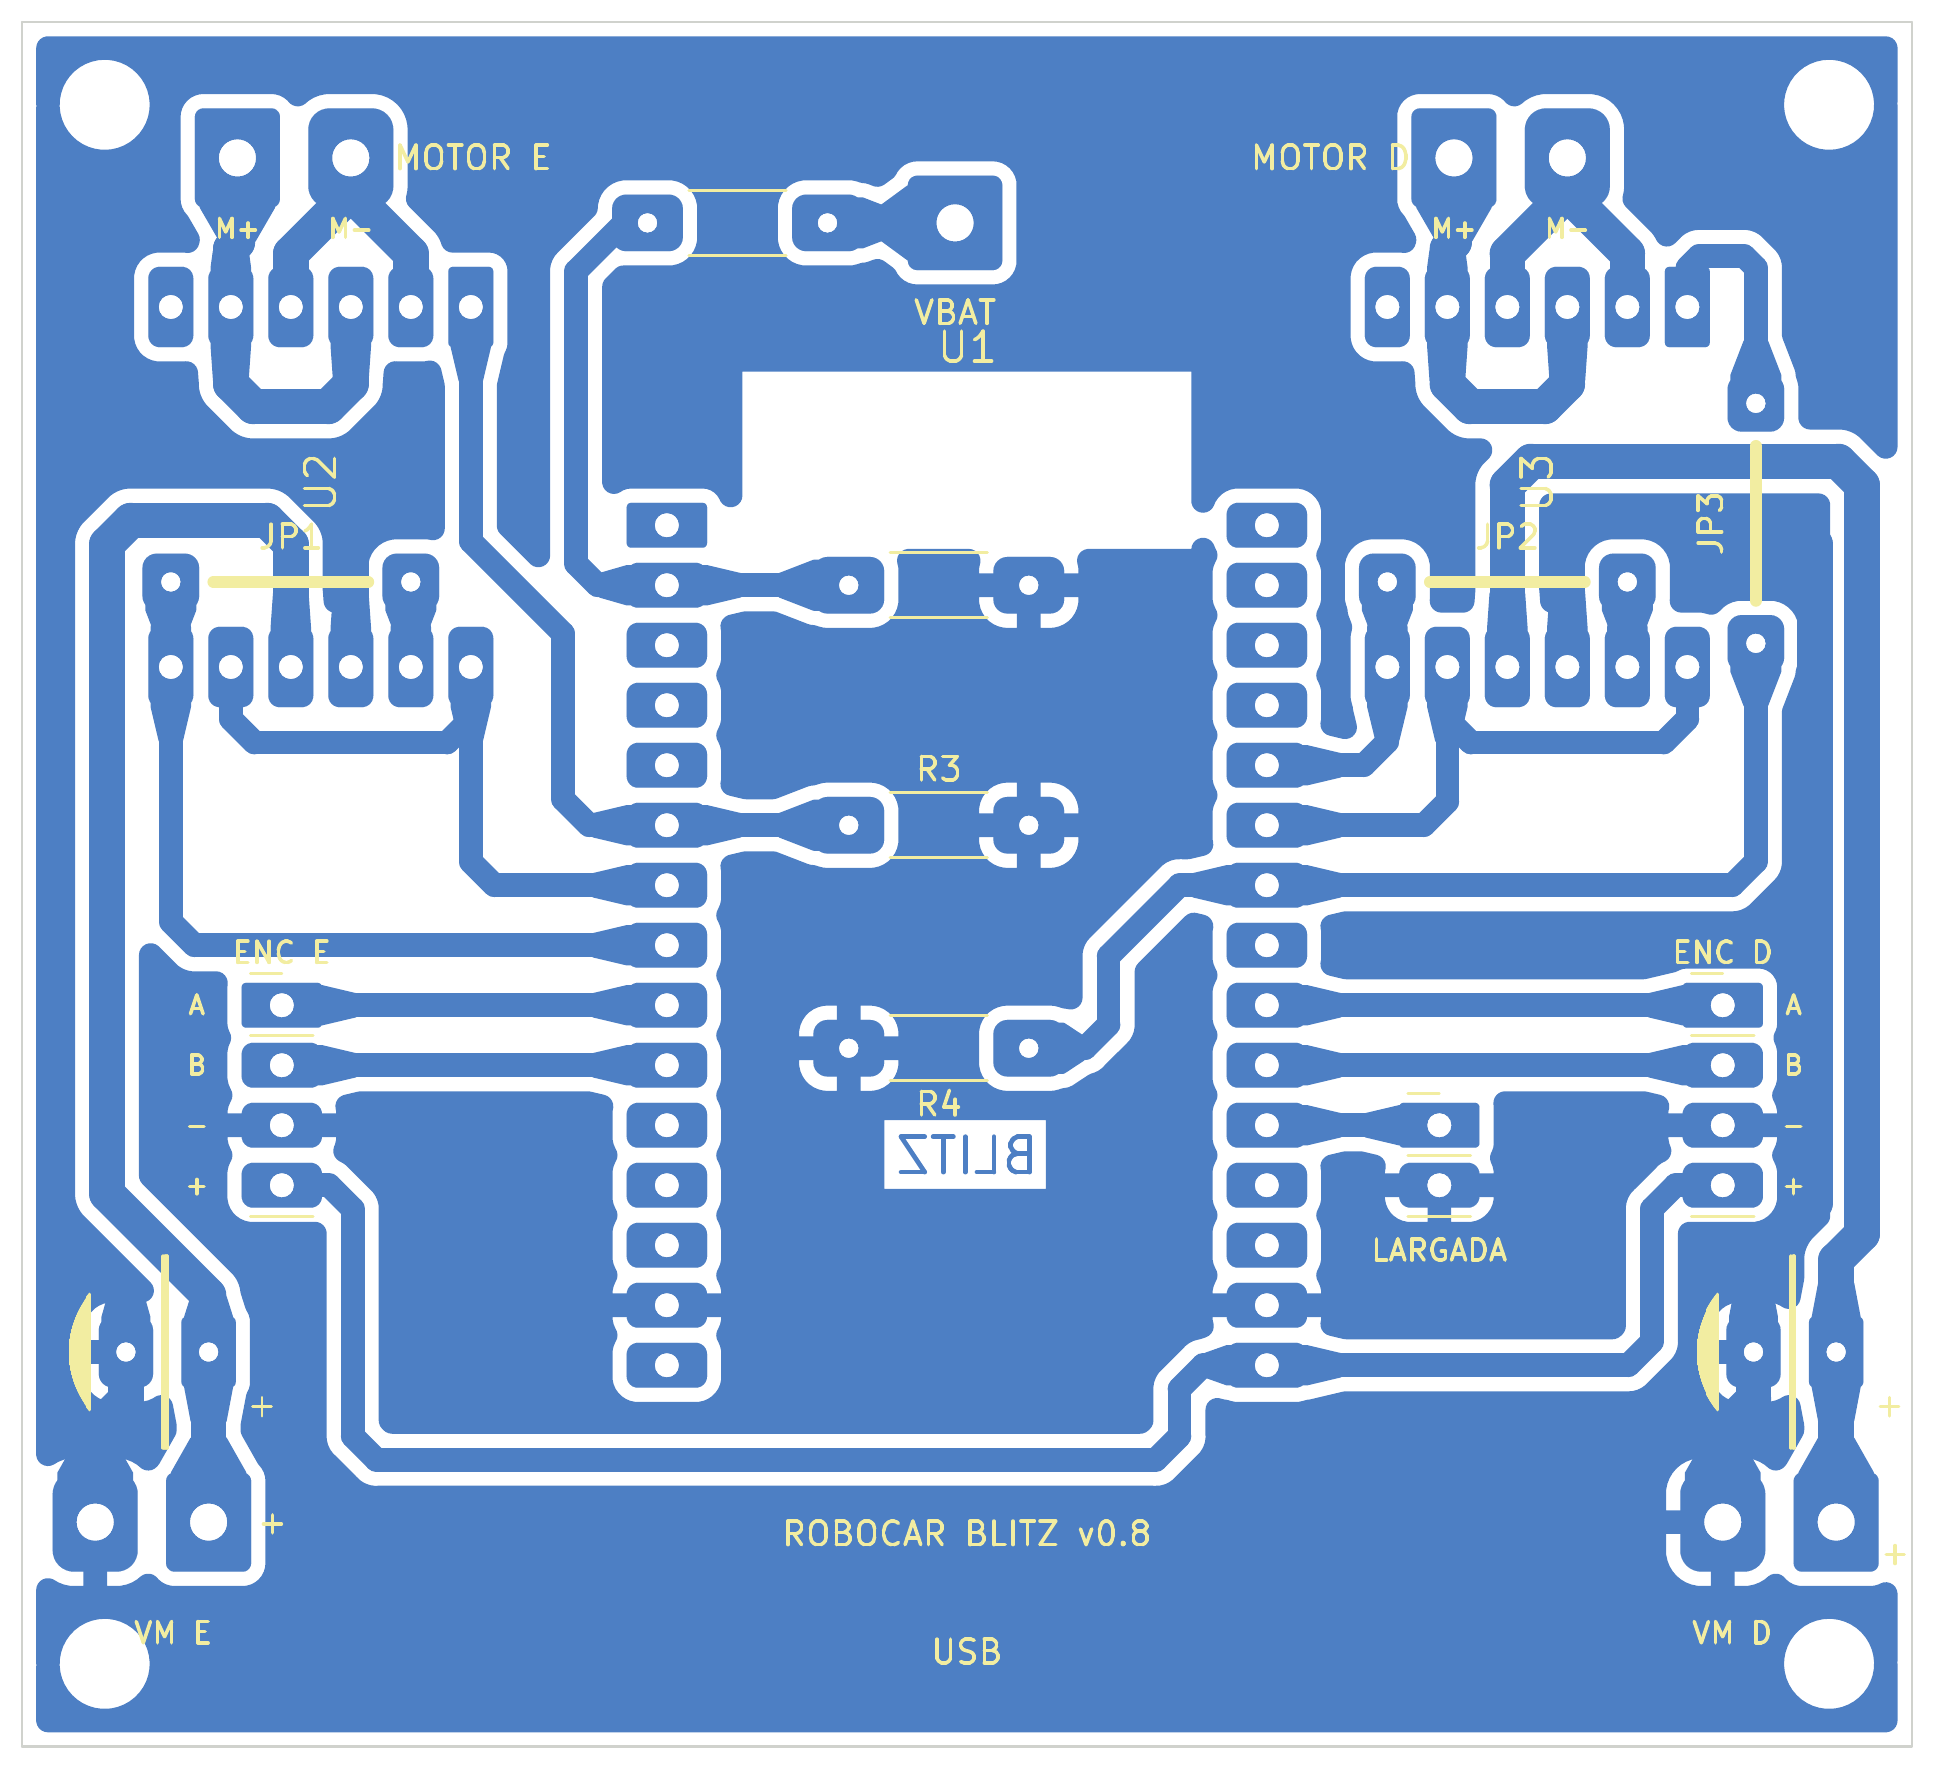 MOTOR E
MOTOR D
M+
M-
M+
M-
VBAT
U1
U2
U3
JP1
JP2
JP3
R3
ENC E
ENC D
A
A
B
B
R4
-
-
BLITZ
+
+
LARGADA
+
+
+
ROBOCAR BLITZ v0.8
+
VM E
VM D
USB